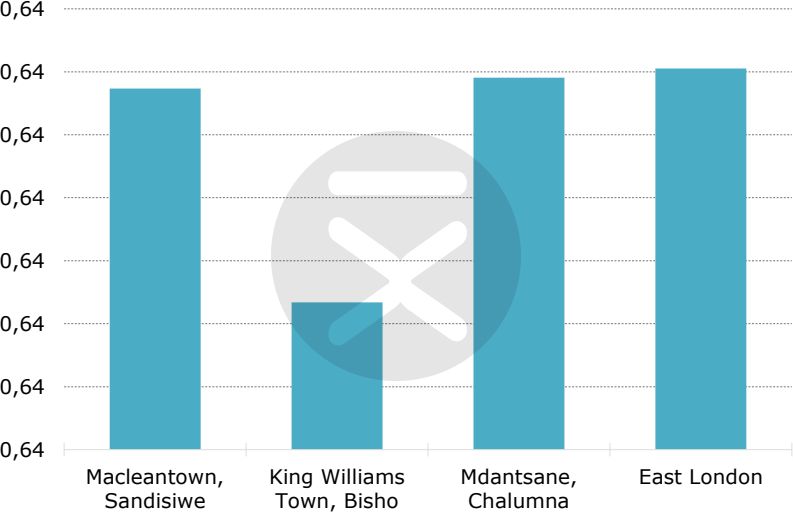 0,64
0,64
0,64
0,64
0,64
0,64
0,64
0,64
Macleantown,
Sandisiwe
King Williams
Town, Bisho
Mdantsane,
Chalumna
East London